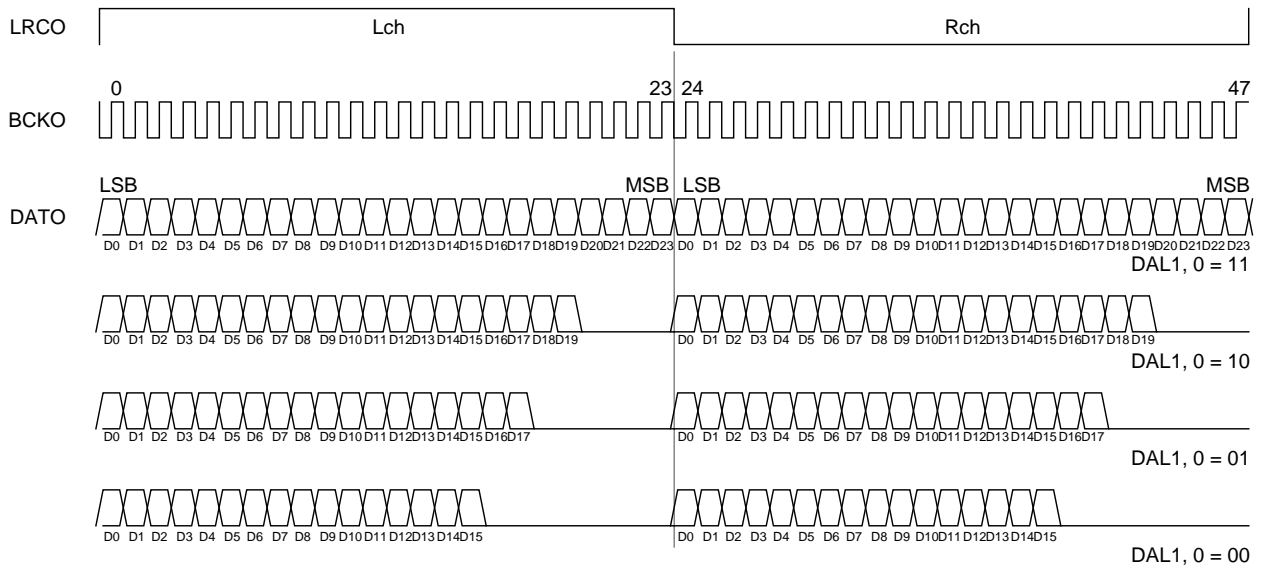 LRCO Lch Rch
0 23 24 47
BCKO
LSB MSB LSB MSB
DATO
D0 D1 D2 D3 D4 D5 D6 D7 D8 D9 D10 D11 D12 D13 D14 D15 D16 D17 D18 D19 D20 D21 D22 D23 D0 D1 D2 D3 D4 D5 D6 D7 D8 D9 D10 D11 D12 D13 D14 D15 D16 D17 D18 D19 D20 D21 D22 D23
DAL1, 0 = 11
D0 D1 D2 D3 D4 D5 D6 D7 D8 D9 D10 D11 D12 D13 D14 D15 D16 D17 D18 D19 D0 D1 D2 D3 D4 D5 D6 D7 D8 D9 D10 D11 D12 D13 D14 D15 D16 D17 D18 D19
DAL1, 0 = 10
D0 D1 D2 D3 D4 D5 D6 D7 D8 D9 D10 D11 D12 D13 D14 D15 D16 D17 D0 D1 D2 D3 D4 D5 D6 D7 D8 D9 D10 D11 D12 D13 D14 D15 D16 D17
DAL1, 0 = 01
D0 D1 D2 D3 D4 D5 D6 D7 D8 D9 D10 D11 D12 D13 D14 D15 D0 D1 D2 D3 D4 D5 D6 D7 D8 D9 D10 D11 D12 D13 D14 D15
DAL1, 0 = 00